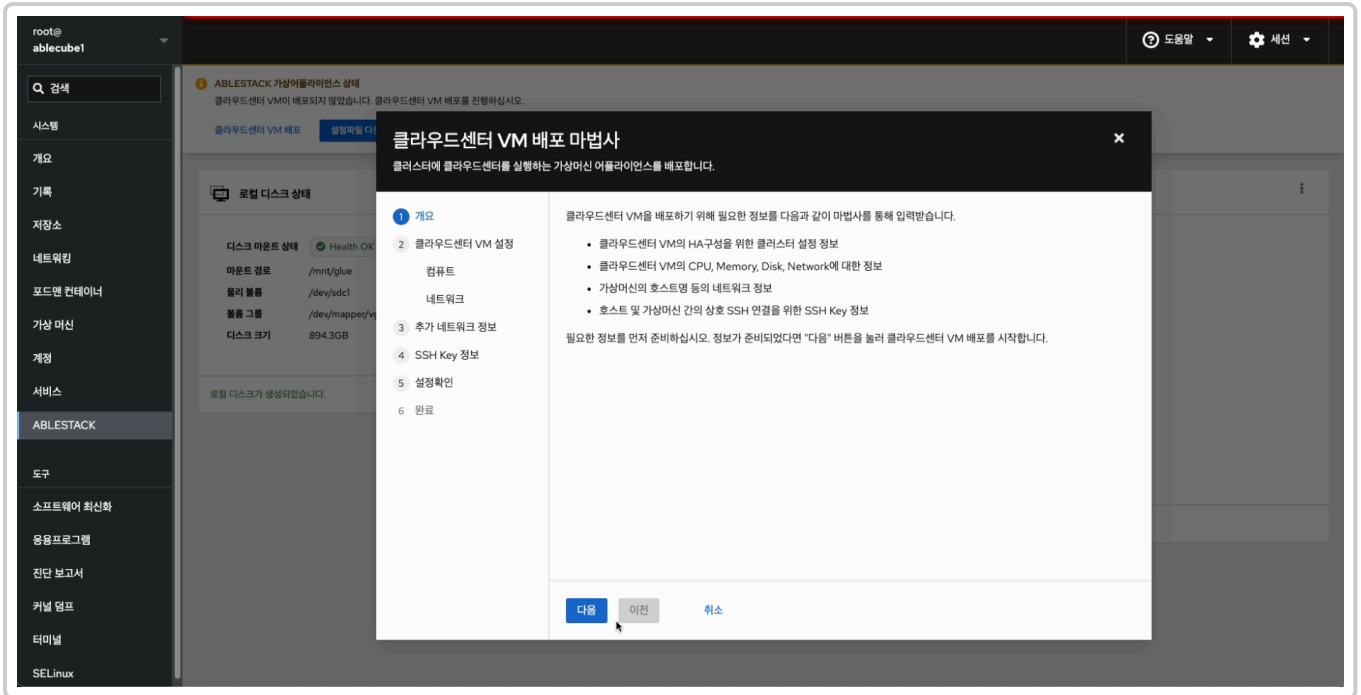 root@
ablecube1
도움말
세션
검색
시스템
개요
기록
저장소
네트워킹
포드맨 컨테이너
가상 머신
계정
서비스
ABLESTACK
도구
소프트웨어 최신화
응용프로그램
진단 보고서
커널 덤프
터미널
SELinux
ABLESTACK 가상어플라이언스 상태
클라우드센터 VM이 배포되지 않았습니다. 클라우드센터 VM 배포를 진행하십시오.
클라우드센터 VM 배포
설정파일
로컬 디스크 상태
디스크 마운트 상태 Health OK
마운트 경로 /mnt/glue
물리 볼륨 /dev/sdc1
볼륨 그룹 /dev/mapper/v
디스크 크기 894.3GB
로컬 디스크가 생성되었습니다.
클라우드센터 VM 배포 마법사
클러스터에 클라우드센터를 실행하는 가상머신 어플라이언스를 배포합니다.
1 개요
2 클라우드센터 VM 설정
컴퓨트
네트워크
3 추가 네트워크 정보
4 SSH Key 정보
5 설정확인
6 완료
클라우드센터 VM을 배포하기 위해 필요한 정보를 다음과 같이 마법사를 통해 입력받습니다.
• 클라우드센터 VM의 HA구성을 위한 클러스터 설정 정보
• 클라우드센터 VM의 CPU, Memory, Disk, Network에 대한 정보
• 가상머신의 호스트명 등의 네트워크 정보
• 호스트 및 가상머신 간의 상호 SSH 연결을 위한 SSH Key 정보
필요한 정보를 먼저 준비하십시오. 정보가 준비되었다면 "다음" 버튼을 눌러 클라우드센터 VM 배포를 시작합니다.
다음
이전
취소